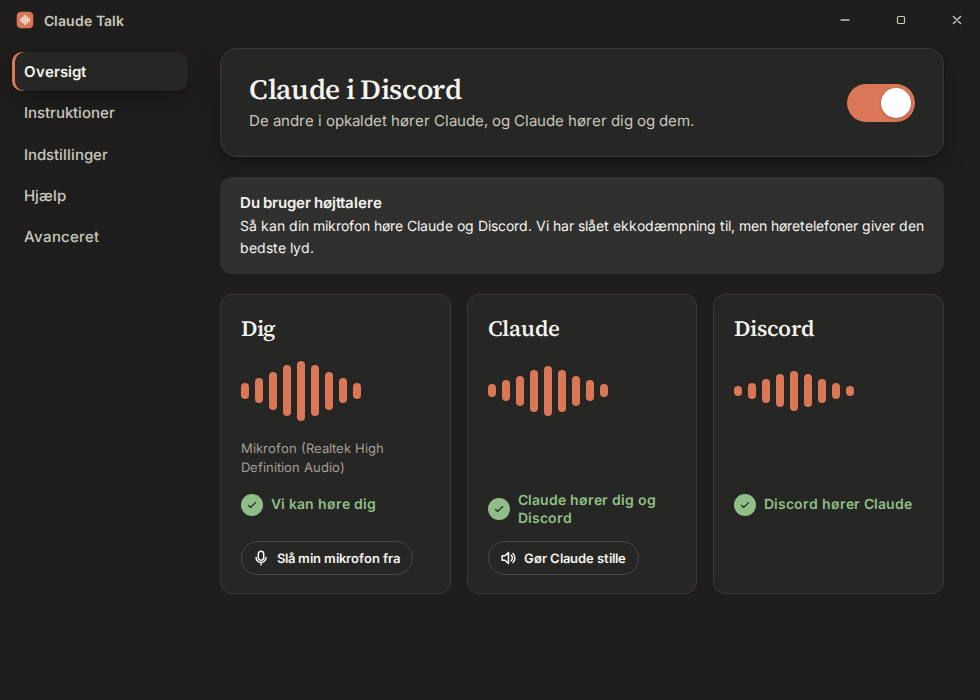 Claude Talk
Oversigt
Instruktioner
Indstillinger
Hjælp
Avanceret
Claude i Discord
De andre i opkaldet hører Claude, og Claude hører dig og dem.
Du bruger højttalere
Så kan din mikrofon høre Claude og Discord. Vi har slået ekkodæmpning til, men høretelefoner giver den
bedste lyd.
Dig
Mikrofon (Realtek High
Definition Audio)
Vi kan høre dig
Slå min mikrofon fra
Claude
Claude hører dig og
Discord
Gør Claude stille
Discord
Discord hører Claude